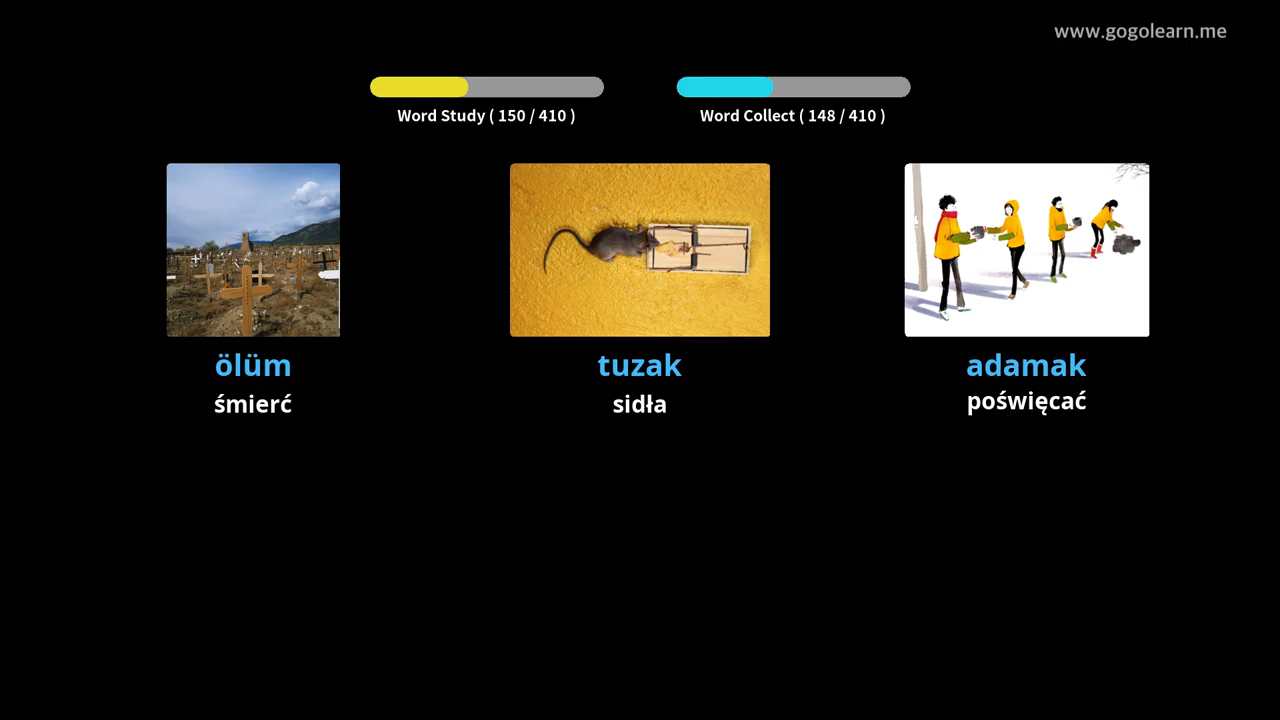 www.gogolearn.me
Word Study ( 150 / 410 )
Word Collect ( 148 / 410 )
ölüm
śmierć
tuzak
sidła
adamak
poświęcać